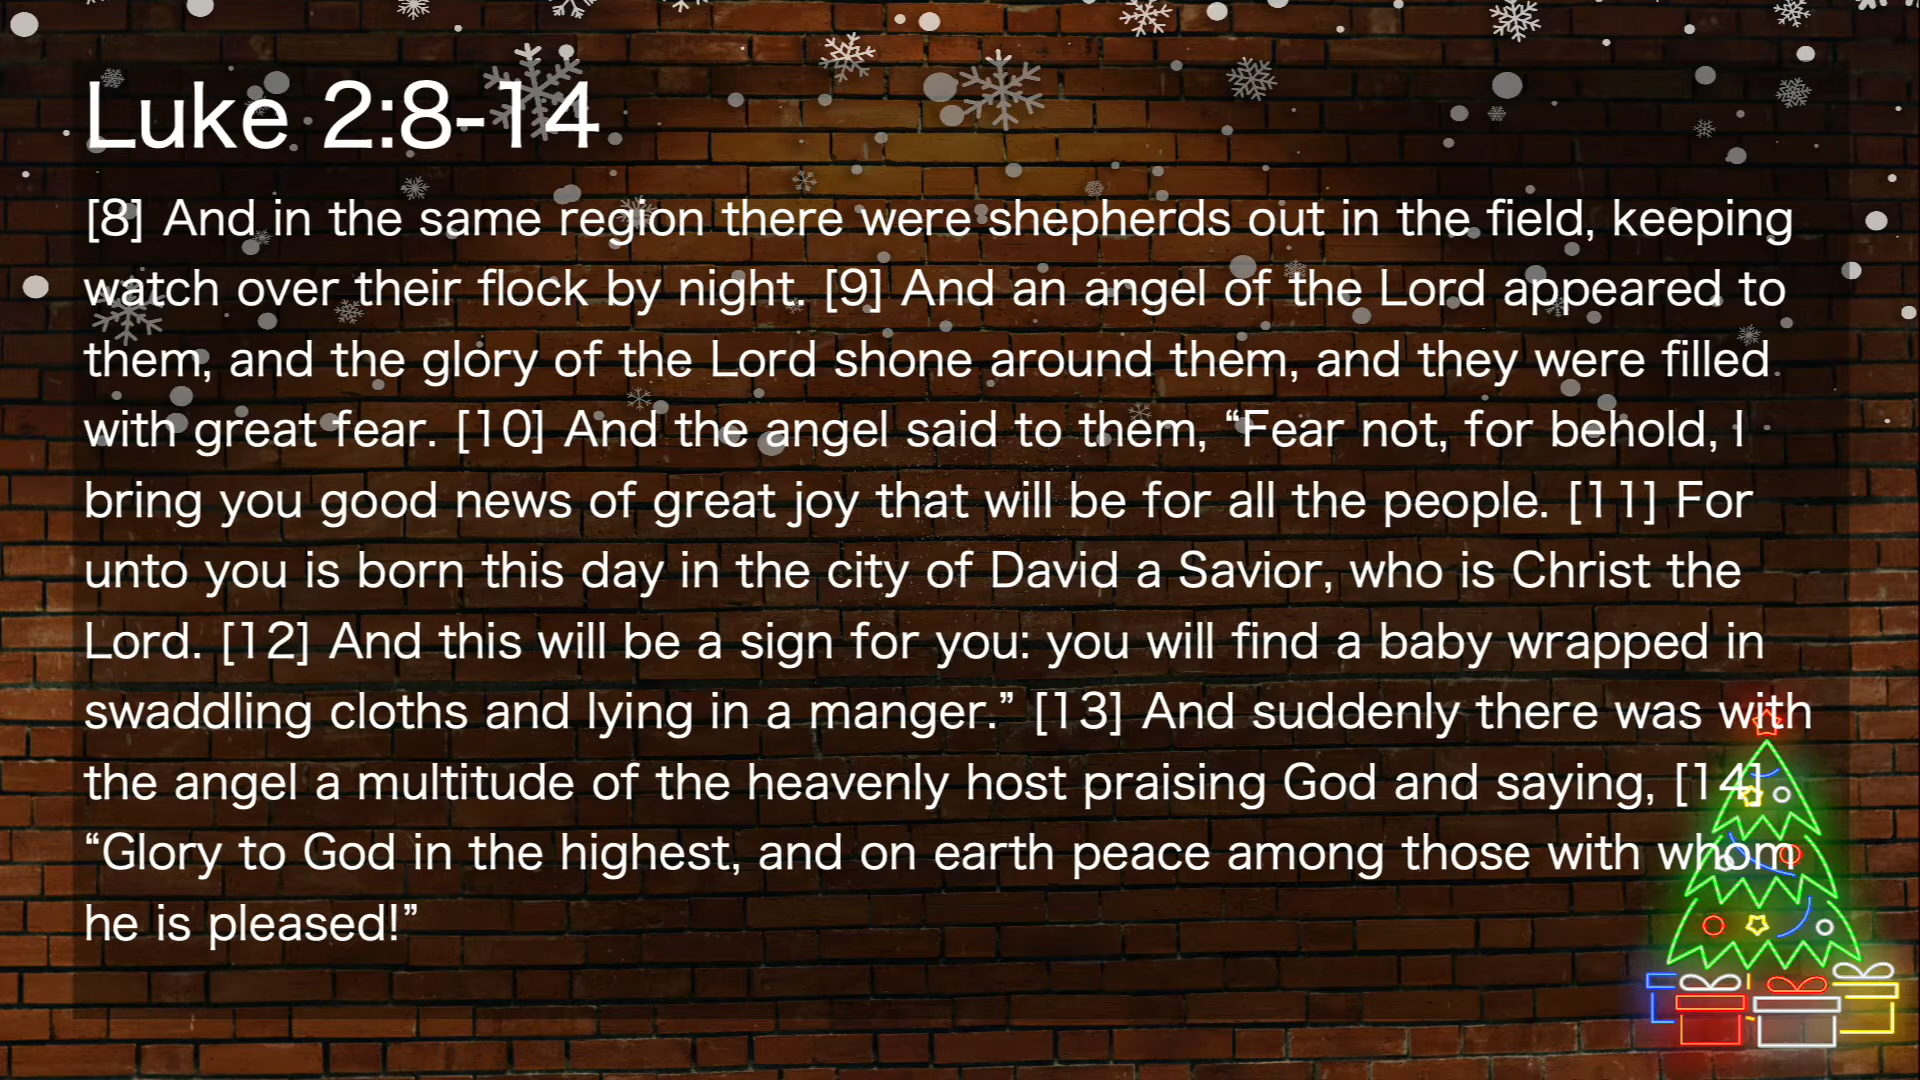 Luke 2:8-14
[8] And in the same region there were shepherds out in the field, keeping
watch over their flock by night. [9] And an angel of the Lord appeared to
them, and the glory of the Lord shone around them, and they were filled
with great fear. [10] And the angel said to them, “Fear not, for behold, I
bring you good news of great joy that will be for all the people. [11] For
unto you is born this day in the city of David a Savior, who is Christ the
Lord. [12] And this will be a sign for you: you will find a baby wrapped in
swaddling cloths and lying in a manger.” [13] And suddenly there was with
the angel a multitude of the heavenly host praising God and saying, [14]
“Glory to God in the highest, and on earth peace among those with whom
he is pleased!”